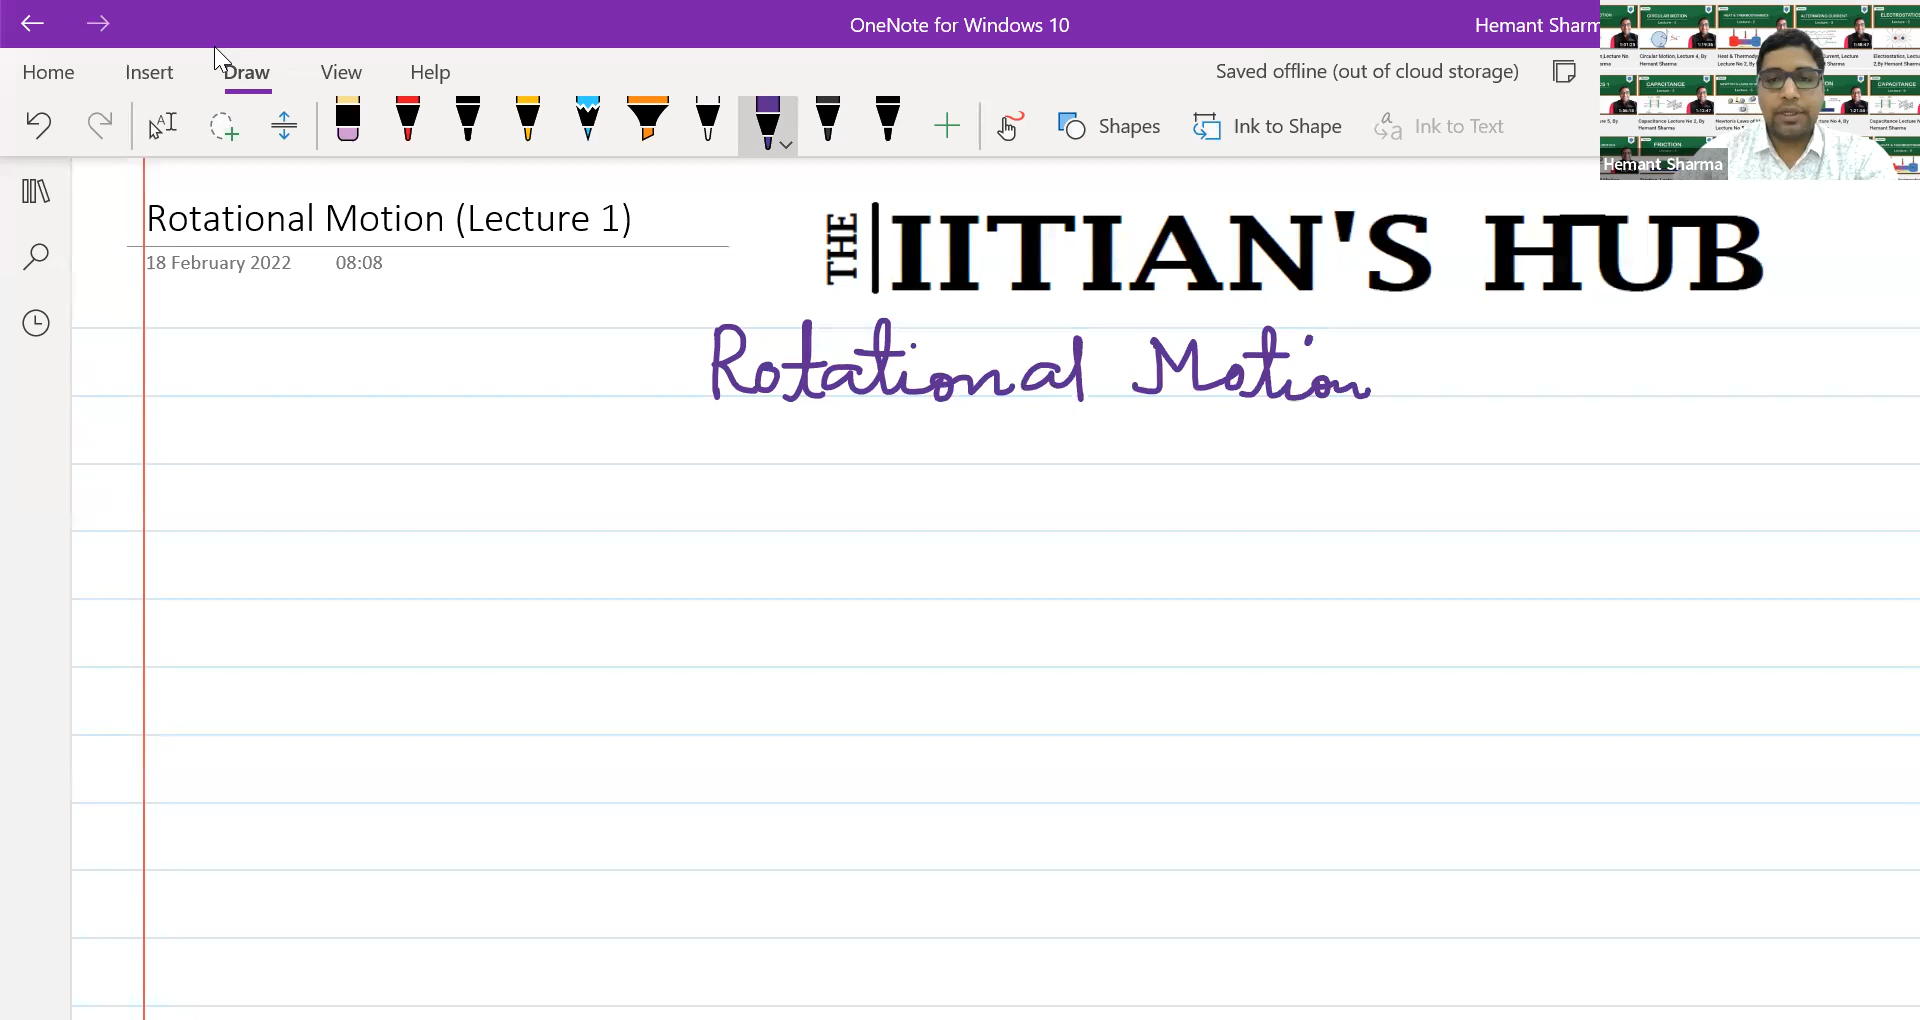 OneNote for Windows 10
Hemant Sharm
Home Insert Draw View Help
Saved offline (out of cloud storage)
Shapes
Ink to Shape
Ink to Text
Hemant Sharma
Rotational Motion (Lecture 1)
18 February 2022 08:08
THE IITIAN'S HUB
Rotational Motion